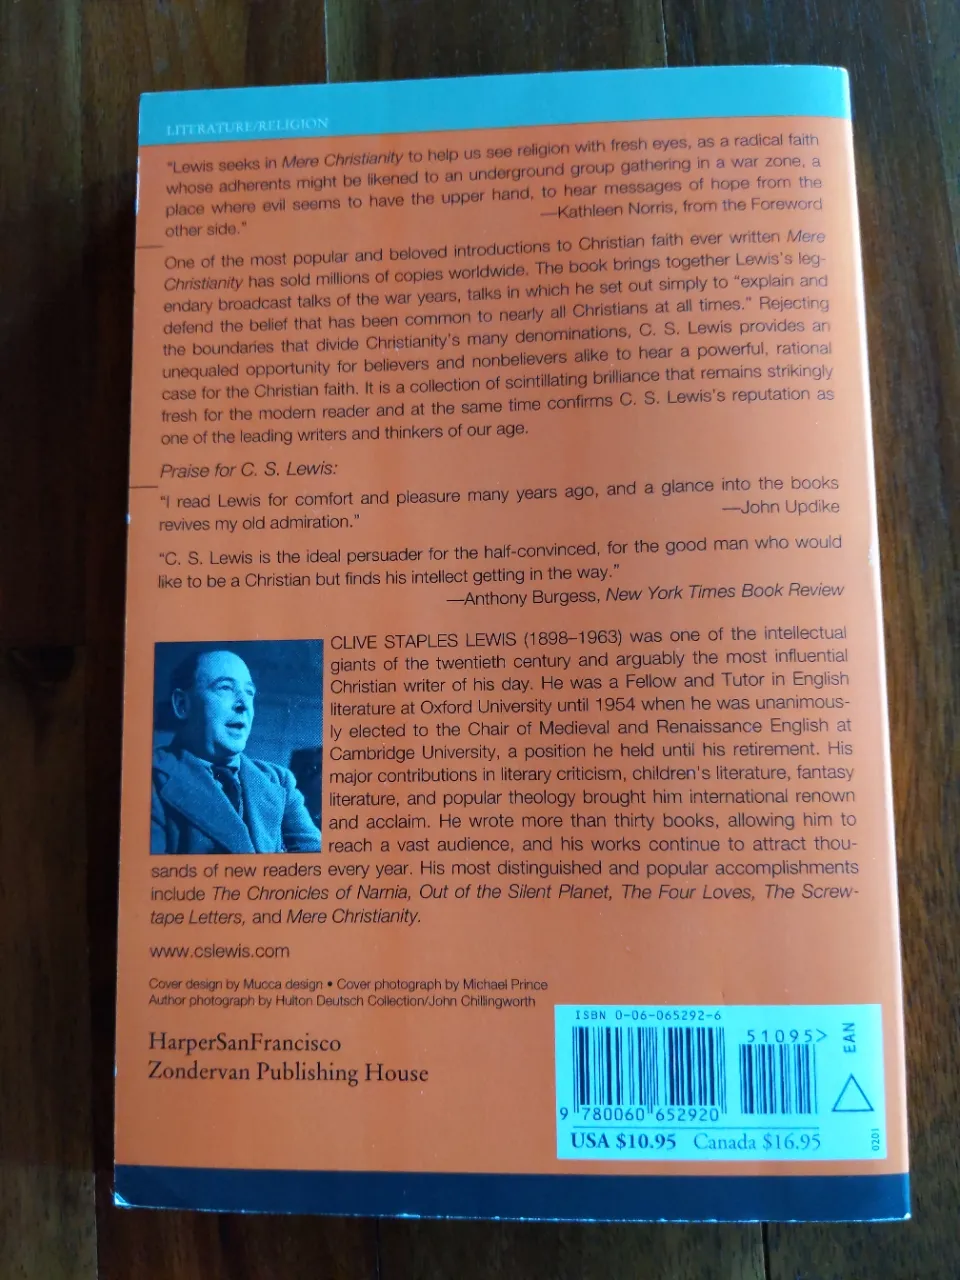 LITERATURE/RELIGION
"Lewis seeks in Mere Christianity to help us see religion with fresh eyes, as a radical faith
whose adherents might be likened to an underground group gathering in a war zone, a
place where evil seems to have the upper hand, to hear messages of hope from the
other side."
—Kathleen Norris, from the Foreword
One of the most popular and beloved introductions to Christian faith ever written Mere
Christianity has sold millions of copies worldwide. The book brings together Lewis's leg-
endary broadcast talks of the war years, talks in which he set out simply to "explain and
defend the belief that has been common to nearly all Christians at all times." Rejecting
the boundaries that divide Christianity's many denominations, C. S. Lewis provides an
unequaled opportunity for believers and nonbelievers alike to hear a powerful, rational
case for the Christian faith. It is a collection of scintillating brilliance that remains strikingly
fresh for the modern reader and at the same time confirms C. S. Lewis's reputation as
one of the leading writers and thinkers of our age.
Praise for C. S. Lewis:
"I read Lewis for comfort and pleasure many years ago, and a glance into the books
revives my old admiration."
—John Updike
"C. S. Lewis is the ideal persuader for the half-convinced, for the good man who would
like to be a Christian but finds his intellect getting in the way."
—Anthony Burgess, New York Times Book Review
CLIVE STAPLES LEWIS (1898–1963) was one of the intellectual
giants of the twentieth century and arguably the most influential
Christian writer of his day. He was a Fellow and Tutor in English
literature at Oxford University until 1954 when he was unanimous-
ly elected to the Chair of Medieval and Renaissance English at
Cambridge University, a position he held until his retirement. His
major contributions in literary criticism, children's literature, fantasy
literature, and popular theology brought him international renown
and acclaim. He wrote more than thirty books, allowing him to
reach a vast audience, and his works continue to attract thou-
sands of new readers every year. His most distinguished and popular accomplishments
include The Chronicles of Narnia, Out of the Silent Planet, The Four Loves, The Screw-
tape Letters, and Mere Christianity.
www.cslewis.com
Cover design by Mucca design • Cover photograph by Michael Prince
Author photograph by Hulton Deutsch Collection/John Chillingworth
HarperSanFrancisco
Zondervan Publishing House
ISBN 0-06-065292-6
51095>
EAN
9 780060 652920
USA $10.95 Canada $16.95
0201